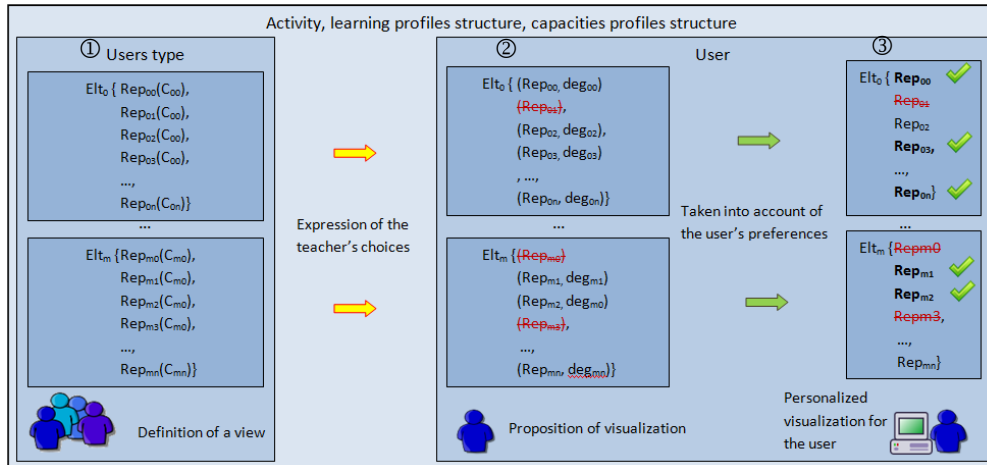 Activity, learning profiles structure, capacities profiles structure
① Users type
Elt₀ { Rep₀₀(C₀₀),
Rep₀₁(C₀₀),
Rep₀₂(C₀₀),
Rep₀₃(C₀₀),
...,
Rep₀ₙ(C₀ₙ)}
...
Eltₘ {Repₘ₀(Cₘ₀),
Repₘ₁(Cₘ₀),
Repₘ₂(Cₘ₀),
Repₘ₃(Cₘ₀),
...,
Repₘₙ(Cₘₙ)}
Definition of a view
Expression of the
teacher's choices
② User
Elt₀ { (Rep₀₀, deg₀₀)
(Rep₀₁),
(Rep₀₂, deg₀₂),
(Rep₀₃, deg₀₃)
, ...,
(Rep₀ₙ, deg₀ₙ)}
...
Eltₘ {(Repₘ₀)
(Repₘ₁, degₘ₁)
(Repₘ₂, degₘ₀)
(Repₘ₃),
...,
(Repₘₙ, degₘₙ)}
Proposition of visualization
Taken into account of
the user's preferences
③
Elt₀ { Rep₀₀
Rep₀₁
Rep₀₂
Rep₀₃,
...,
Rep₀ₙ}
...
Eltₘ {Repm0
Repₘ₁
Repₘ₂
Repm3,
...,
Repₘₙ}
Personalized
visualization for
the user